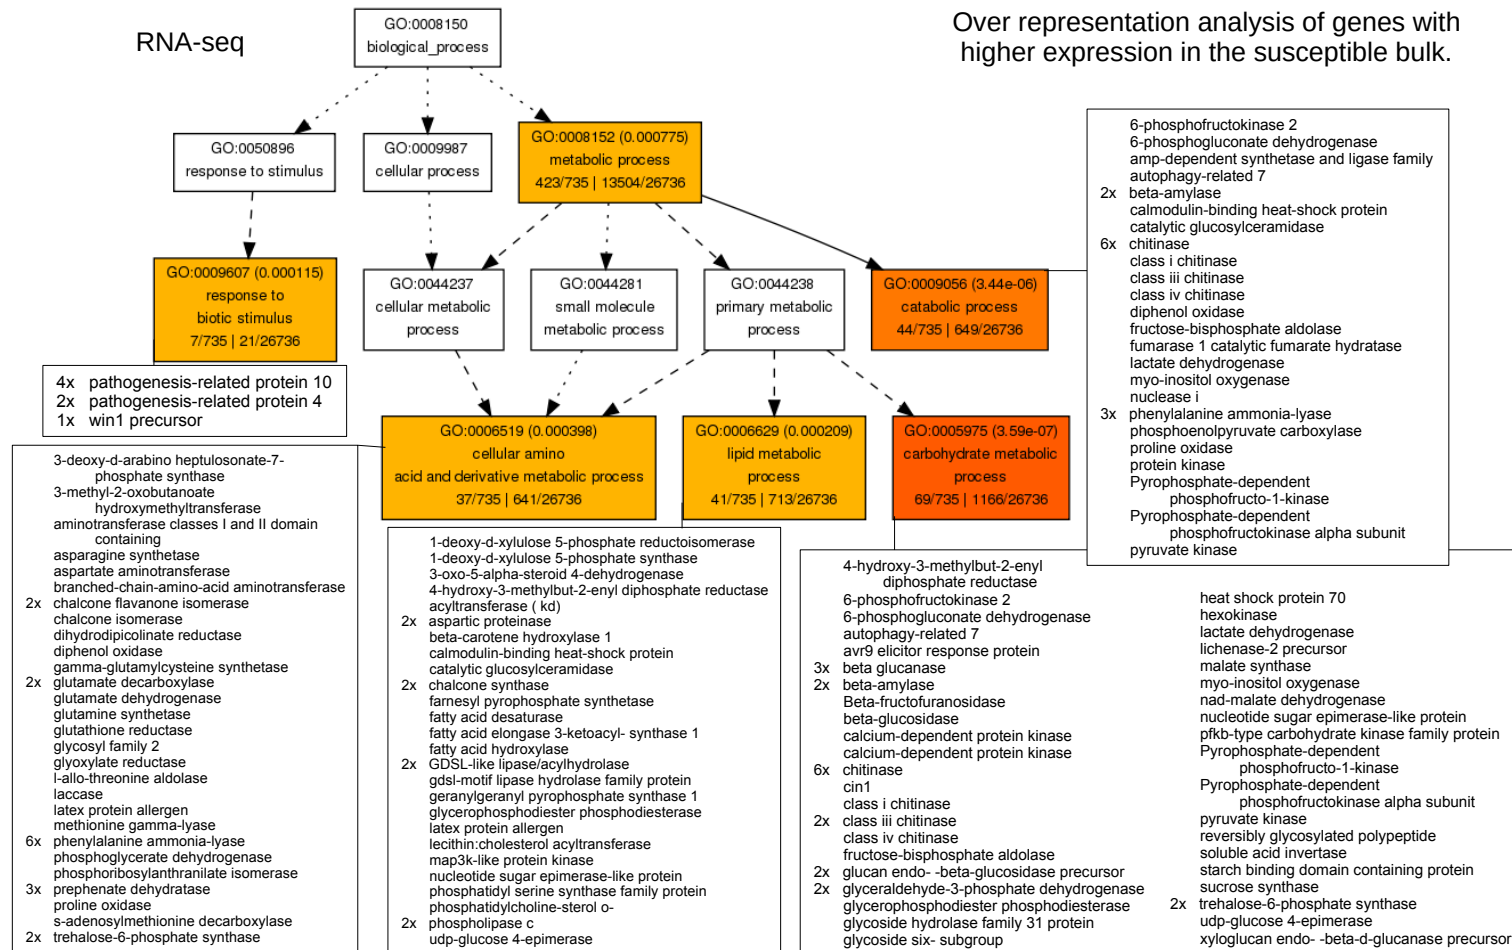 RNA-seq
Over representation analysis of genes with
higher expression in the susceptible bulk.
GO:0008150
biological_process
GO:0050896
response to stimulus
GO:0009987
cellular process
GO:0008152 (0.000775)
metabolic process
423/735 | 13504/26736
GO:0009607 (0.000115)
response to
biotic stimulus
7/735 | 21/26736
GO:0044237
cellular metabolic
process
GO:0044281
small molecule
metabolic process
GO:0044238
primary metabolic
process
GO:0009056 (3.44e-06)
catabolic process
44/735 | 649/26736
GO:0006519 (0.000398)
cellular amino
acid and derivative metabolic process
37/735 | 641/26736
GO:0006629 (0.000209)
lipid metabolic
process
41/735 | 713/26736
GO:0005975 (3.59e-07)
carbohydrate metabolic
process
69/735 | 1166/26736
4x pathogenesis-related protein 10
2x pathogenesis-related protein 4
1x win1 precursor
6-phosphofructokinase 2
6-phosphogluconate dehydrogenase
amp-dependent synthetase and ligase family
autophagy-related 7
2x beta-amylase
calmodulin-binding heat-shock protein
catalytic glucosylceramidase
6x chitinase
class i chitinase
class iii chitinase
class iv chitinase
diphenol oxidase
fructose-bisphosphate aldolase
fumarase 1 catalytic fumarate hydratase
lactate dehydrogenase
myo-inositol oxygenase
nuclease i
3x phenylalanine ammonia-lyase
phosphoenolpyruvate carboxylase
proline oxidase
protein kinase
Pyrophosphate-dependent
phosphofructo-1-kinase
Pyrophosphate-dependent
phosphofructokinase alpha subunit
pyruvate kinase
3-deoxy-d-arabino heptulosonate-7-
phosphate synthase
3-methyl-2-oxobutanoate
hydroxymethyltransferase
aminotransferase classes I and II domain
containing
asparagine synthetase
aspartate aminotransferase
branched-chain-amino-acid aminotransferase
2x chalcone flavanone isomerase
chalcone isomerase
dihydrodipicolinate reductase
diphenol oxidase
gamma-glutamylcysteine synthetase
2x glutamate decarboxylase
glutamate dehydrogenase
glutamine synthetase
glutathione reductase
glycosyl family 2
glyoxylate reductase
l-allo-threonine aldolase
laccase
latex protein allergen
methionine gamma-lyase
6x phenylalanine ammonia-lyase
phosphoglycerate dehydrogenase
phosphoribosylanthranilate isomerase
3x prephenate dehydratase
proline oxidase
s-adenosylmethionine decarboxylase
2x trehalose-6-phosphate synthase
1-deoxy-d-xylulose 5-phosphate reductoisomerase
1-deoxy-d-xylulose 5-phosphate synthase
3-oxo-5-alpha-steroid 4-dehydrogenase
4-hydroxy-3-methylbut-2-enyl diphosphate reductase
acyltransferase ( kd)
2x aspartic proteinase
beta-carotene hydroxylase 1
calmodulin-binding heat-shock protein
catalytic glucosylceramidase
2x chalcone synthase
farnesyl pyrophosphate synthetase
fatty acid desaturase
fatty acid elongase 3-ketoacyl- synthase 1
fatty acid hydroxylase
2x GDSL-like lipase/acylhydrolase
gdsl-motif lipase hydrolase family protein
geranylgeranyl pyrophosphate synthase 1
glycerophosphodiester phosphodiesterase
latex protein allergen
lecithin:cholesterol acyltransferase
map3k-like protein kinase
nucleotide sugar epimerase-like protein
phosphatidyl serine synthase family protein
phosphatidylcholine-sterol o-
2x phospholipase c
udp-glucose 4-epimerase
4-hydroxy-3-methylbut-2-enyl
diphosphate reductase
6-phosphofructokinase 2
6-phosphogluconate dehydrogenase
autophagy-related 7
avr9 elicitor response protein
3x beta glucanase
2x beta-amylase
Beta-fructofuranosidase
beta-glucosidase
calcium-dependent protein kinase
calcium-dependent protein kinase
6x chitinase
cin1
class i chitinase
2x class iii chitinase
class iv chitinase
fructose-bisphosphate aldolase
2x glucan endo- -beta-glucosidase precursor
2x glyceraldehyde-3-phosphate dehydrogenase
glycerophosphodiester phosphodiesterase
glycoside hydrolase family 31 protein
glycoside six- subgroup
heat shock protein 70
hexokinase
lactate dehydrogenase
lichenase-2 precursor
malate synthase
myo-inositol oxygenase
nad-malate dehydrogenase
nucleotide sugar epimerase-like protein
pfkb-type carbohydrate kinase family protein
Pyrophosphate-dependent
phosphofructo-1-kinase
Pyrophosphate-dependent
phosphofructokinase alpha subunit
pyruvate kinase
reversibly glycosylated polypeptide
soluble acid invertase
starch binding domain containing protein
sucrose synthase
2x trehalose-6-phosphate synthase
udp-glucose 4-epimerase
xyloglucan endo- -beta-d-glucanase precursor